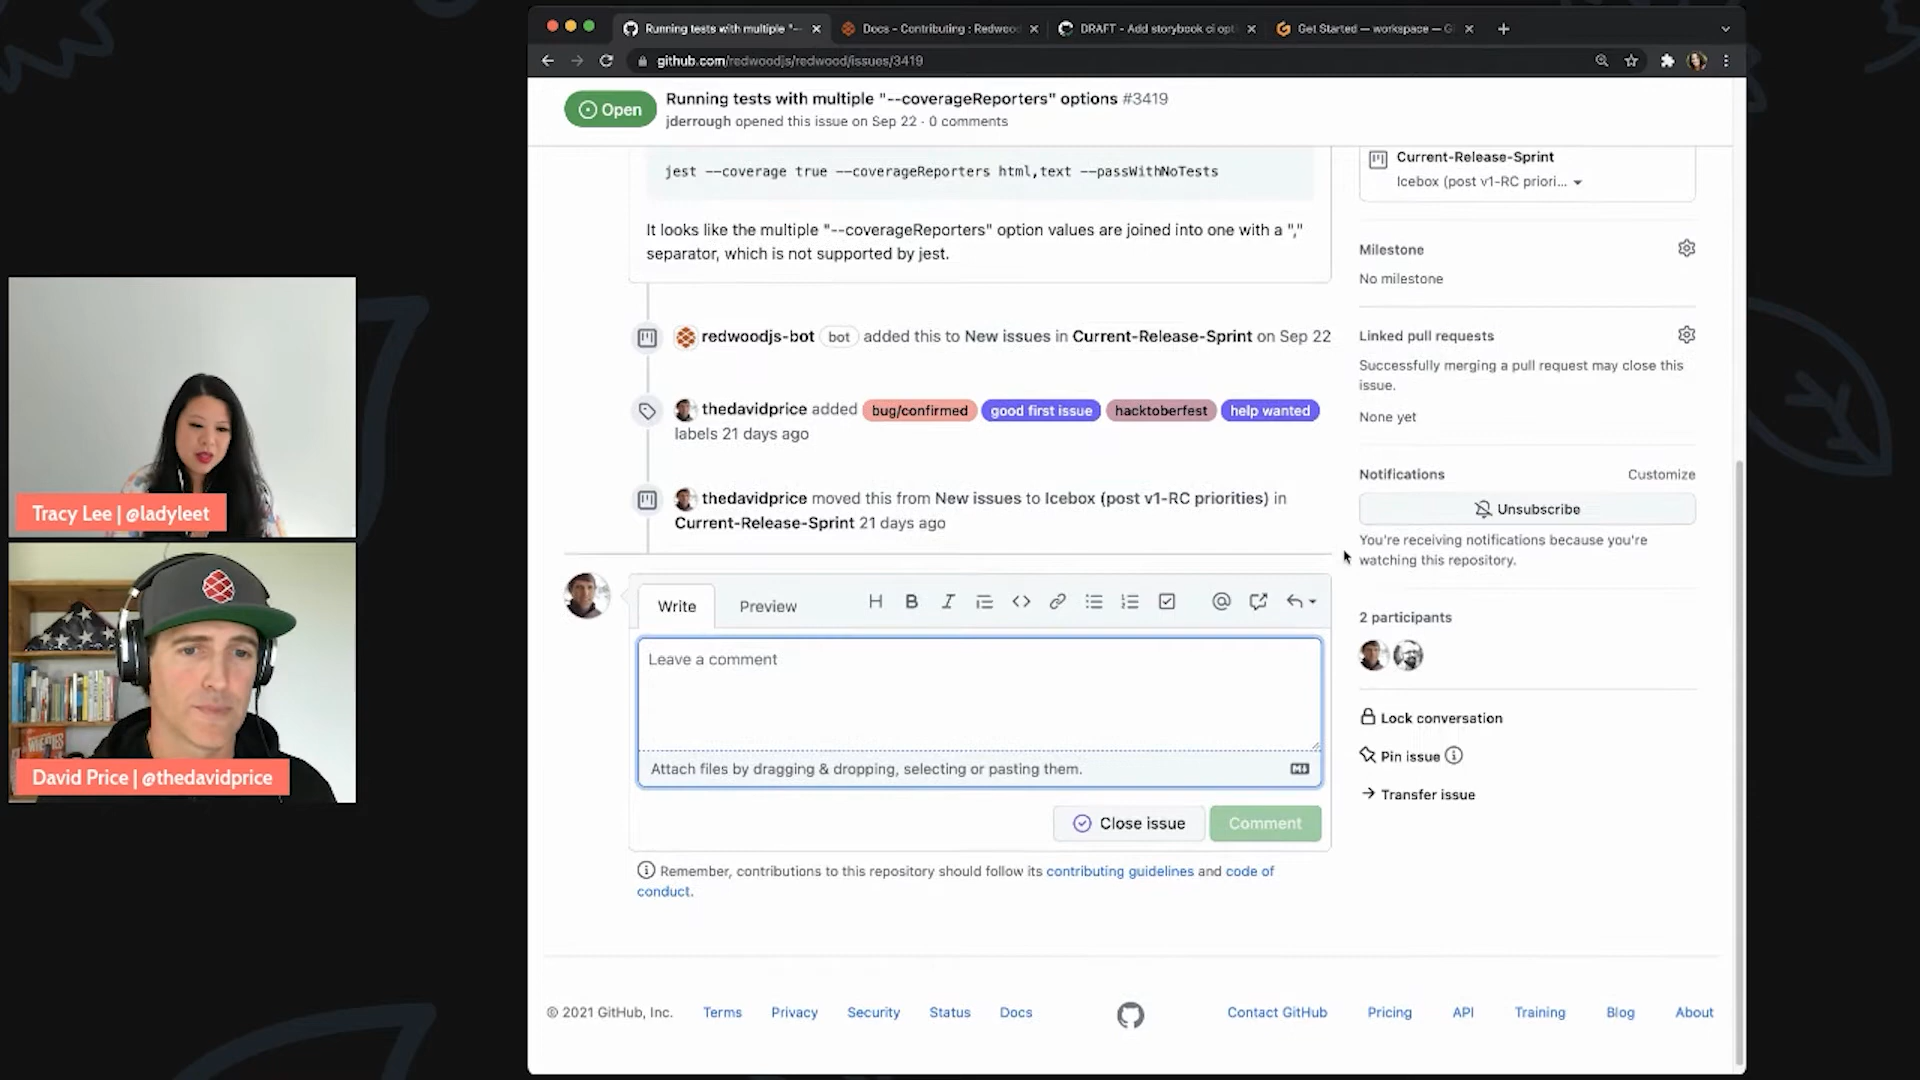 Running tests with multiple "--
Docs - Contributing : Redwood
DRAFT - Add storybook ci opti
Get Started — workspace — G
github.com/redwoodjs/redwood/issues/3419
Open
Running tests with multiple "--coverageReporters" options #3419
jderrough opened this issue on Sep 22 · 0 comments
jest --coverage true --coverageReporters html,text --passWithNoTests
It looks like the multiple "--coverageReporters" option values are joined into one with a ","
separator, which is not supported by jest.
redwoodjs-bot bot added this to New issues in Current-Release-Sprint on Sep 22
thedavidprice added bug/confirmed good first issue hacktoberfest help wanted
labels 21 days ago
thedavidprice moved this from New issues to Icebox (post v1-RC priorities) in
Current-Release-Sprint 21 days ago
Write
Preview
Leave a comment
Attach files by dragging & dropping, selecting or pasting them.
Close issue
Comment
Remember, contributions to this repository should follow its contributing guidelines and code of
conduct.
Current-Release-Sprint
Icebox (post v1-RC priori...
Milestone
No milestone
Linked pull requests
Successfully merging a pull request may close this
issue.
None yet
Notifications
Customize
Unsubscribe
You're receiving notifications because you're
watching this repository.
2 participants
Lock conversation
Pin issue
Transfer issue
© 2021 GitHub, Inc.
Terms
Privacy
Security
Status
Docs
Contact GitHub
Pricing
API
Training
Blog
About
Tracy Lee | @ladyleet
WHEATIES
David Price | @thedavidprice